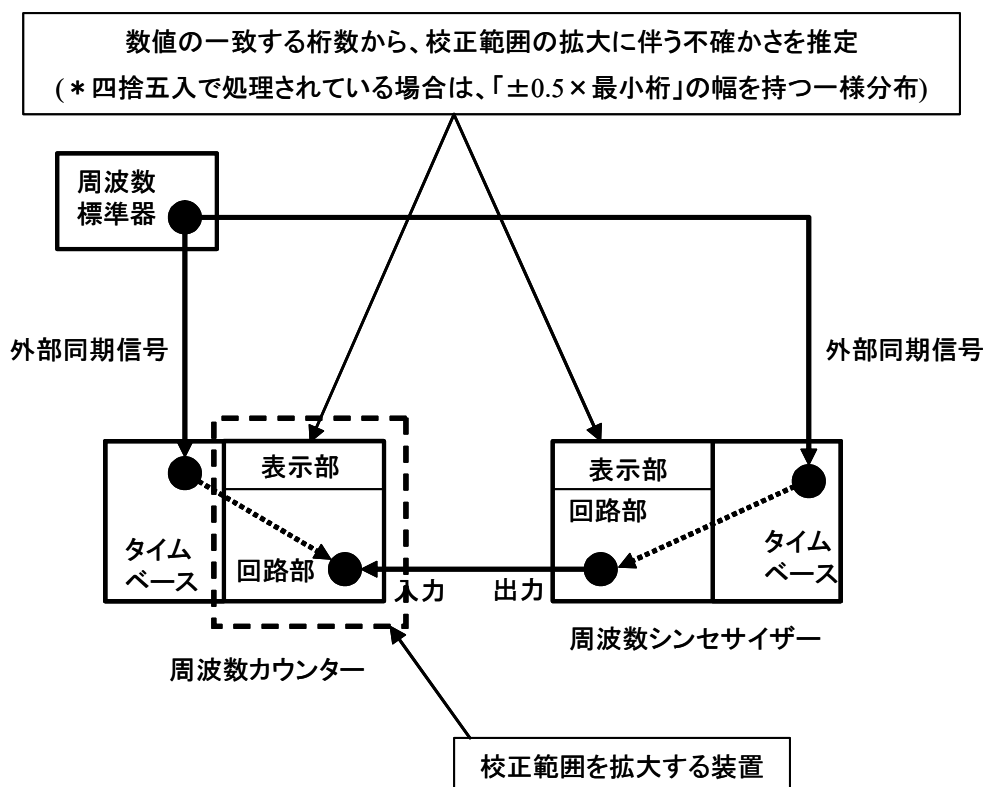 数値の一致する桁数から、校正範囲の拡大に伴う不確かさを推定
(＊四捨五入で処理されている場合は、「±0.5×最小桁」の幅を持つ一様分布)
周波数
標準器
外部同期信号
外部同期信号
表示部
タイム
ベース
回路部
入力
出力
表示部
回路部
タイム
ベース
周波数カウンター
周波数シンセサイザー
校正範囲を拡大する装置